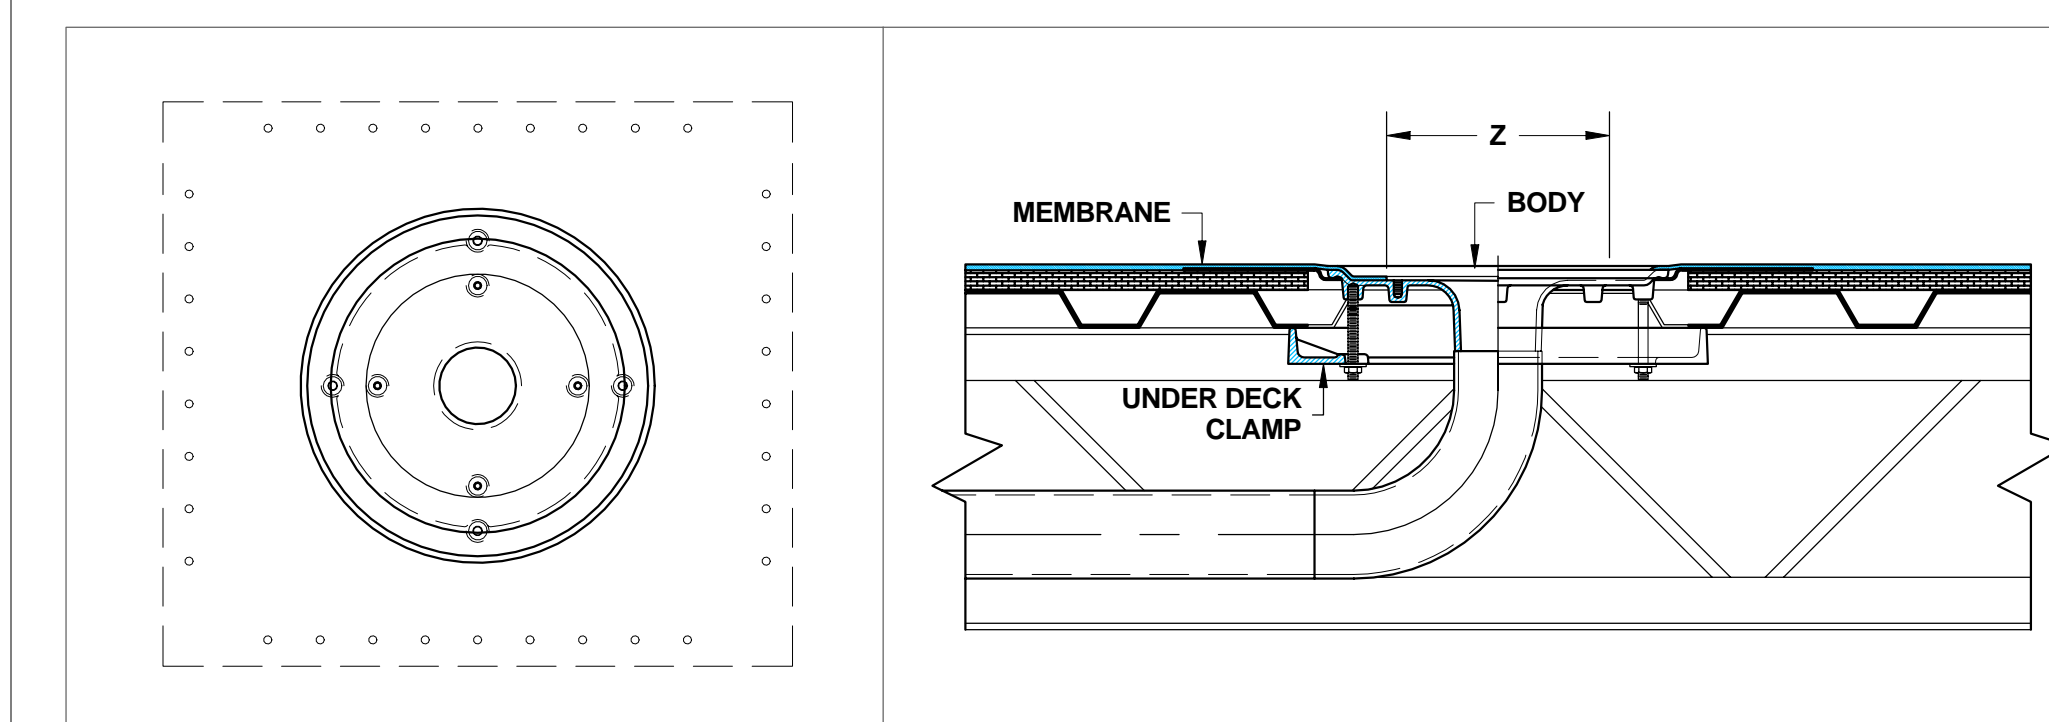 Z
MEMBRANE
BODY
UNDER DECK
CLAMP